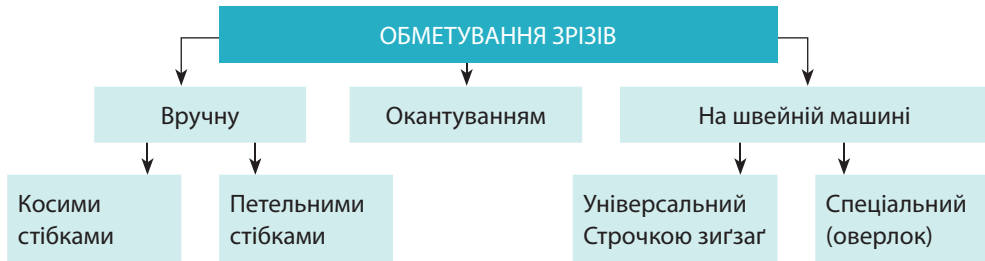 ОБМЕТУВАННЯ ЗРІЗІВ
Вручну
Окантуванням
На швейній машині
Косими
стібками
Петельними
стібками
Універсальний
Строчкою зиґзаґ
Спеціальний
(оверлок)